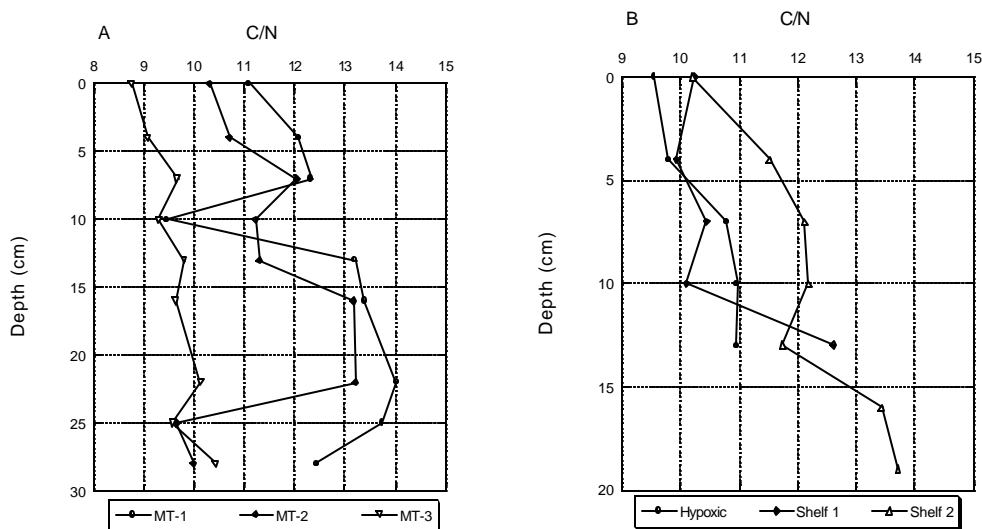 A
C/N
8 9 10 11 12 13 14 15
0
5
10
15
20
25
30
Depth (cm)
MT-1 MT-2 MT-3
B
C/N
9 10 11 12 13 14 15
0
5
10
15
20
Depth (cm)
Hypoxic Shelf 1 Shelf 2